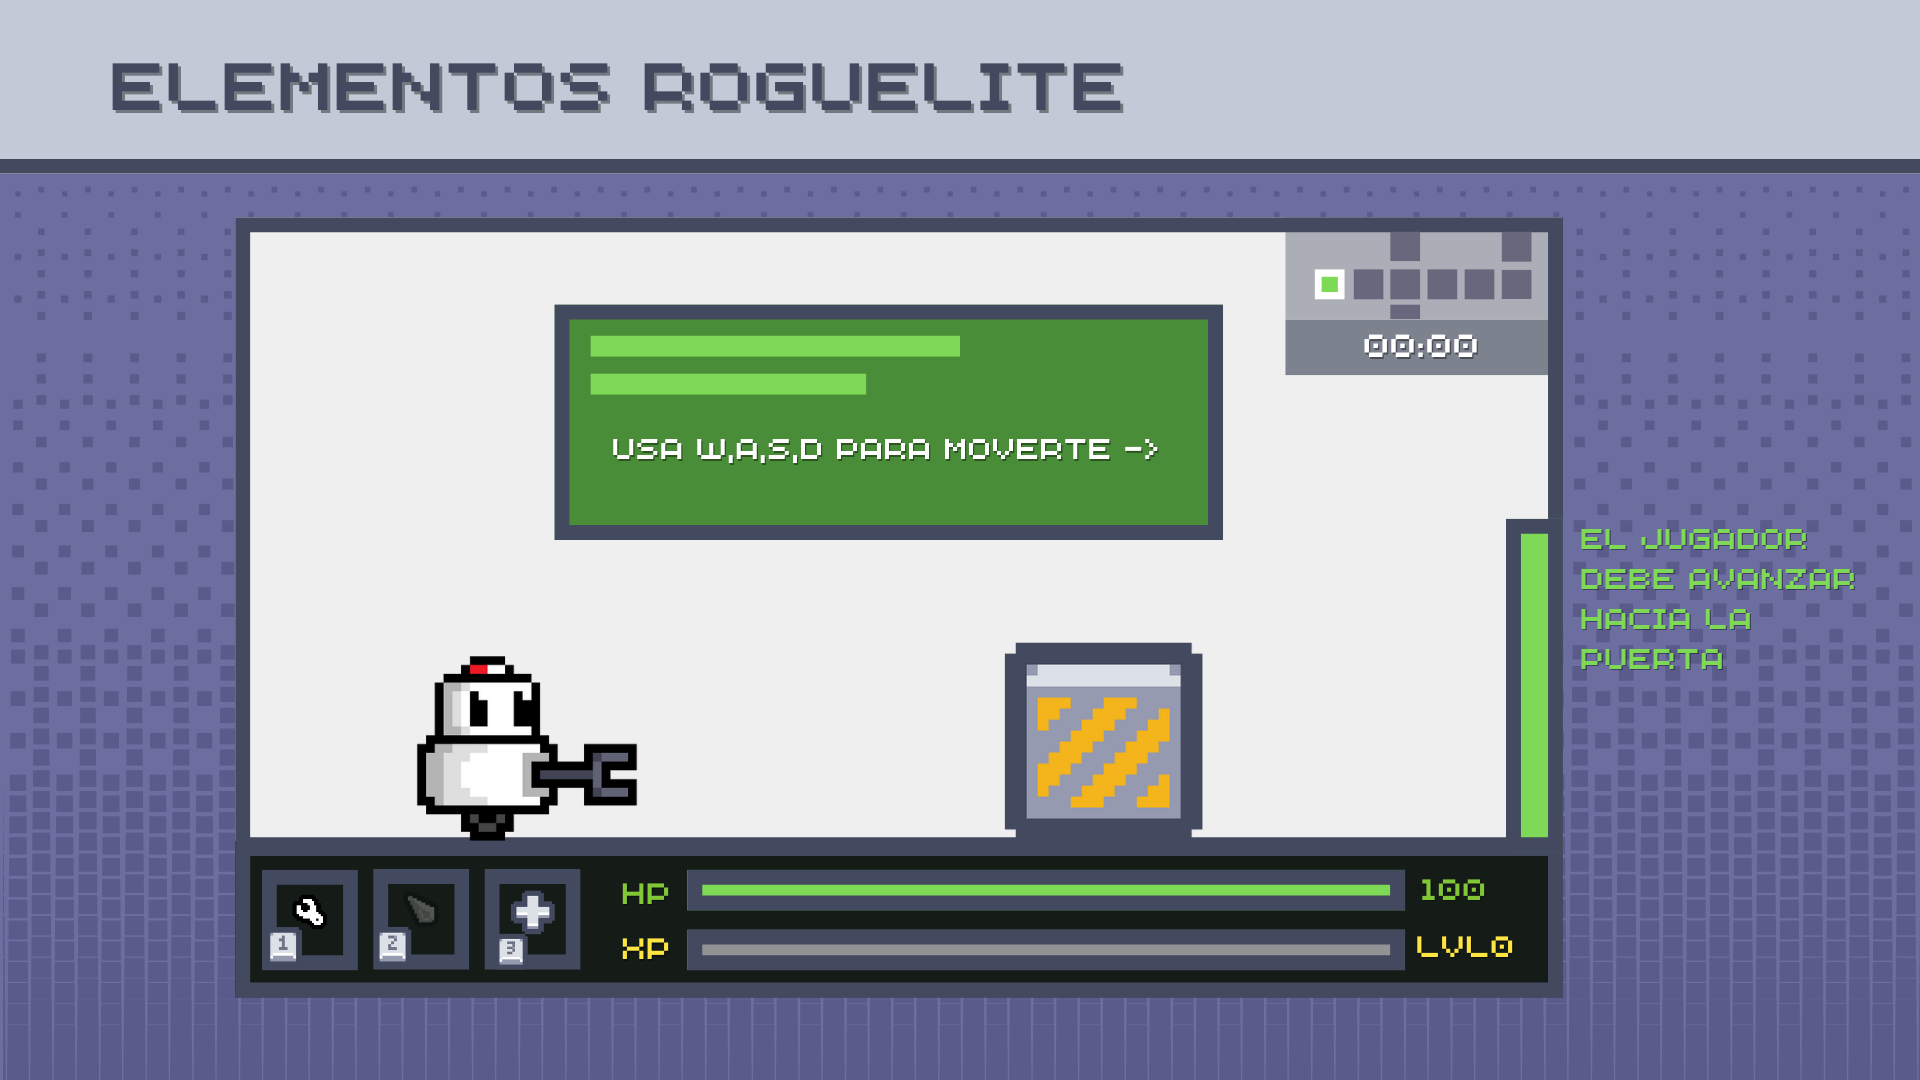 ELEMENTOS ROGUELITE
00:00
USA W,A,S,D PARA MOVERTE ->
EL JUGADOR
DEBE AVANZAR
HACIA LA
PUERTA
HP 100
1 2 3
XP LVL0